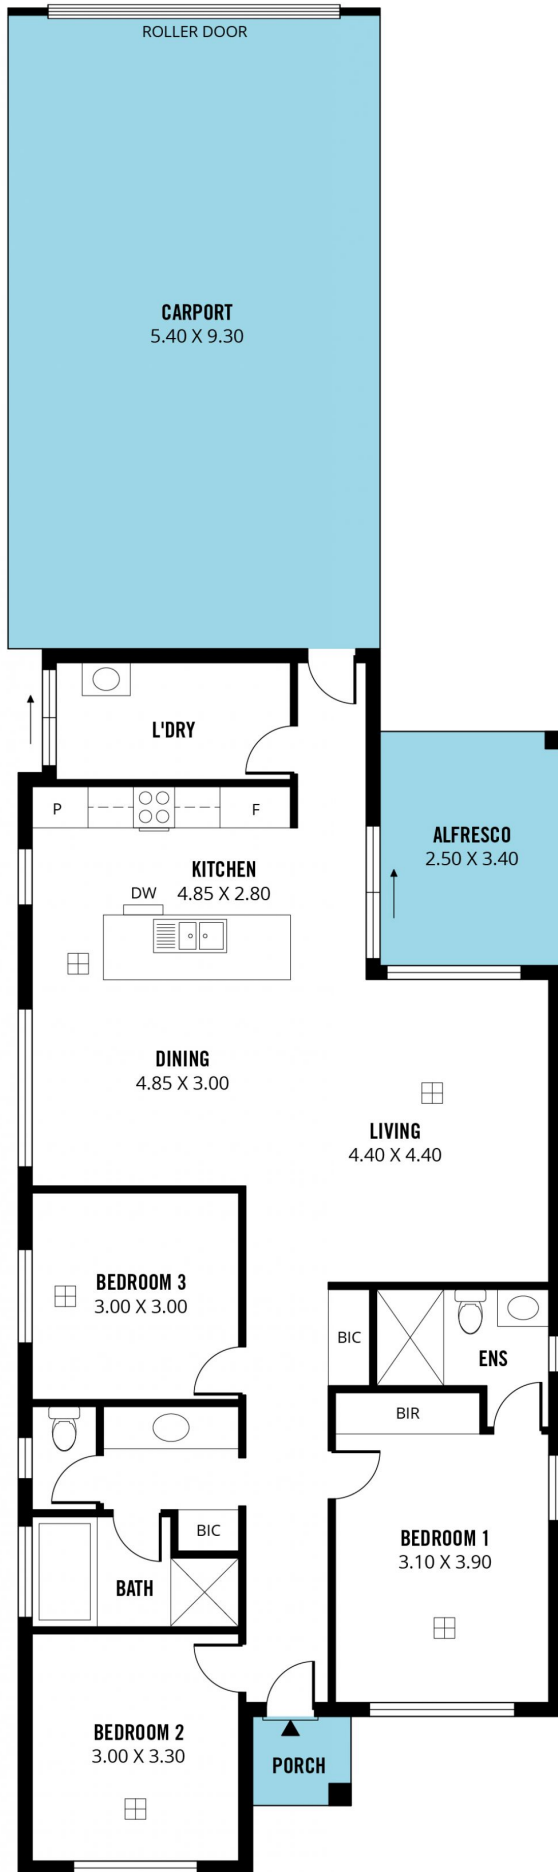 ROLLER DOOR
CARPORT
5.40 X 9.30
L'DRY
P
F
KITCHEN
4.85 X 2.80
DW
ALFRESCO
2.50 X 3.40
DINING
4.85 X 3.00
LIVING
4.40 X 4.40
BEDROOM 3
3.00 X 3.00
BIC
ENS
BIR
BIC
BATH
BEDROOM 1
3.10 X 3.90
BEDROOM 2
3.00 X 3.30
PORCH